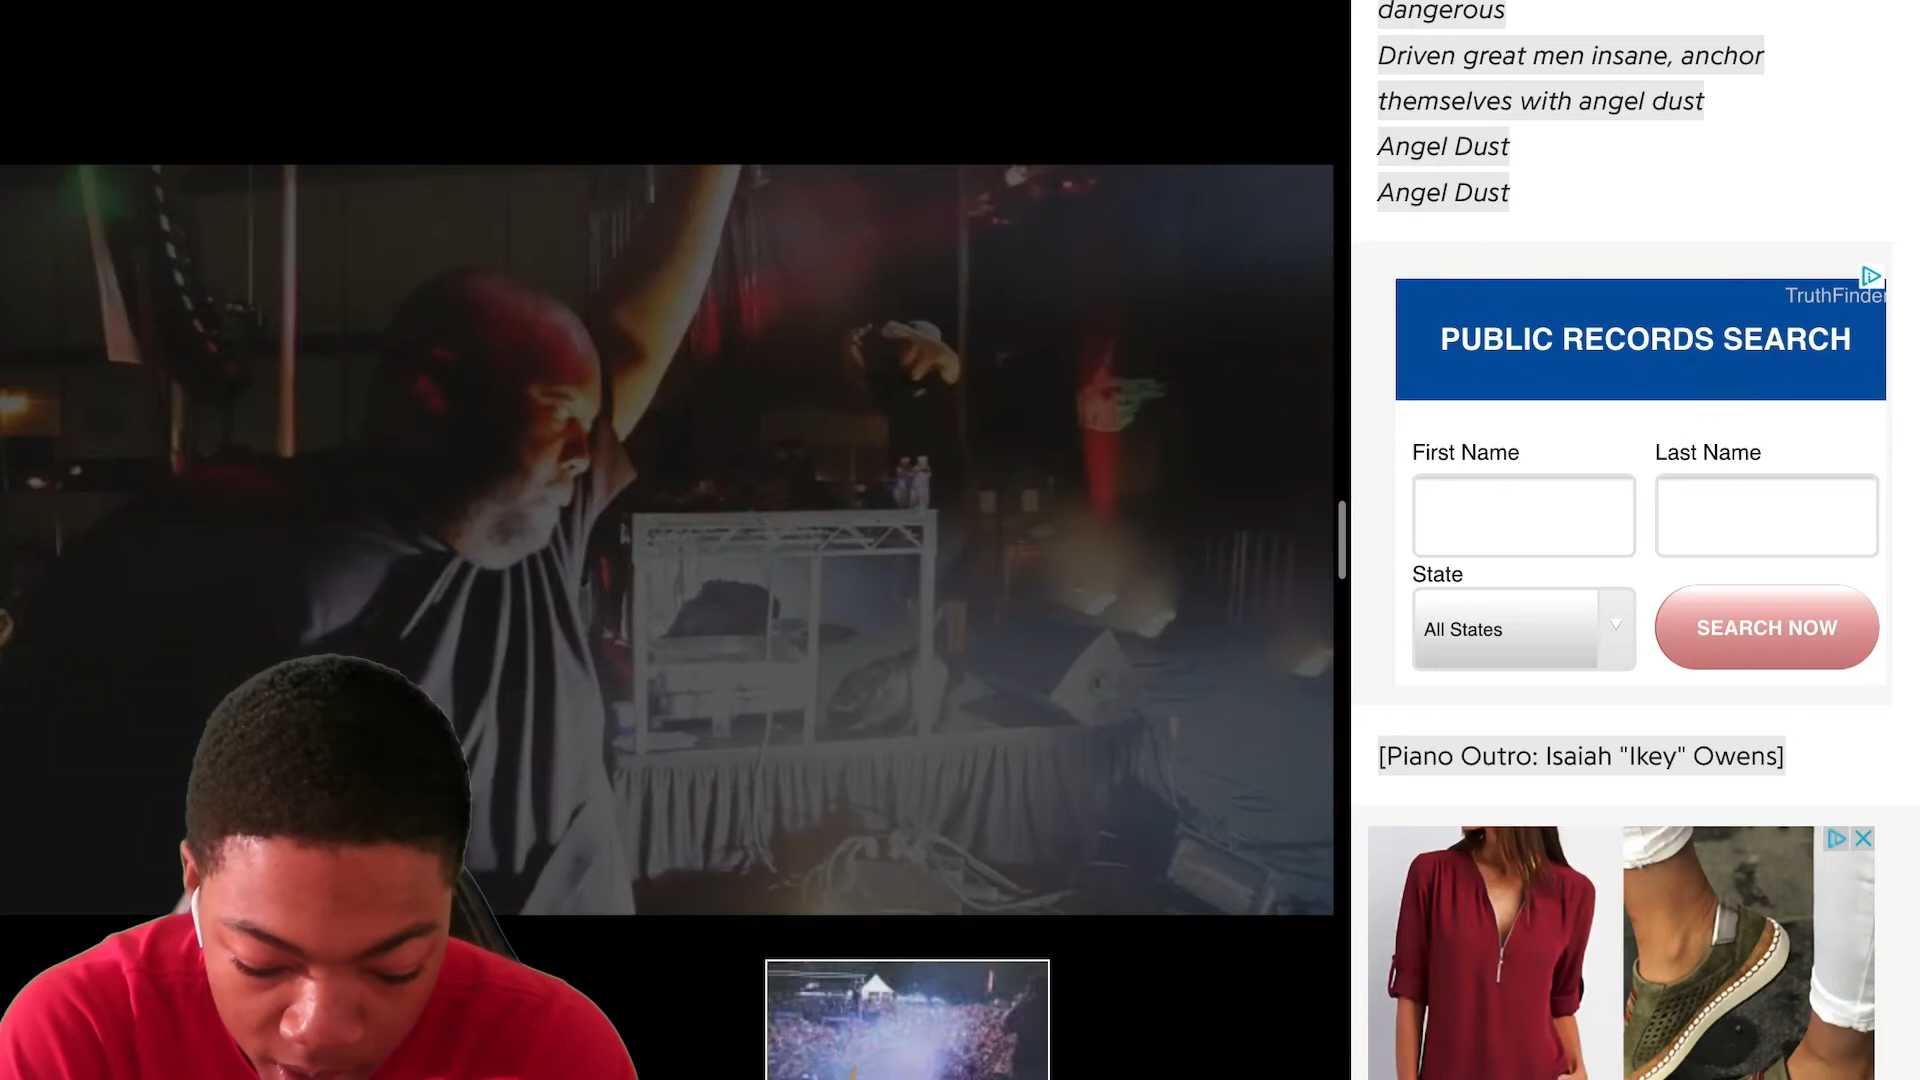 dangerous
Driven great men insane, anchor
themselves with angel dust
Angel Dust
Angel Dust
TruthFinder
PUBLIC RECORDS SEARCH
First Name
Last Name
State
All States
SEARCH NOW
[Piano Outro: Isaiah "Ikey" Owens]